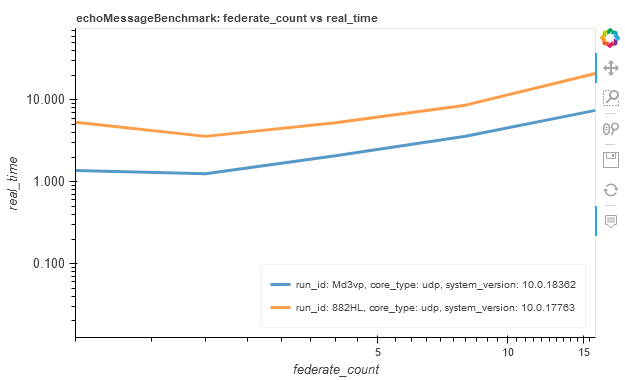 echoMessageBenchmark: federate_count vs real_time
10.000
1.000
0.100
real_time
run_id: Md3vp, core_type: udp, system_version: 10.0.18362
run_id: 882HL, core_type: udp, system_version: 10.0.17763
5
10
15
federate_count